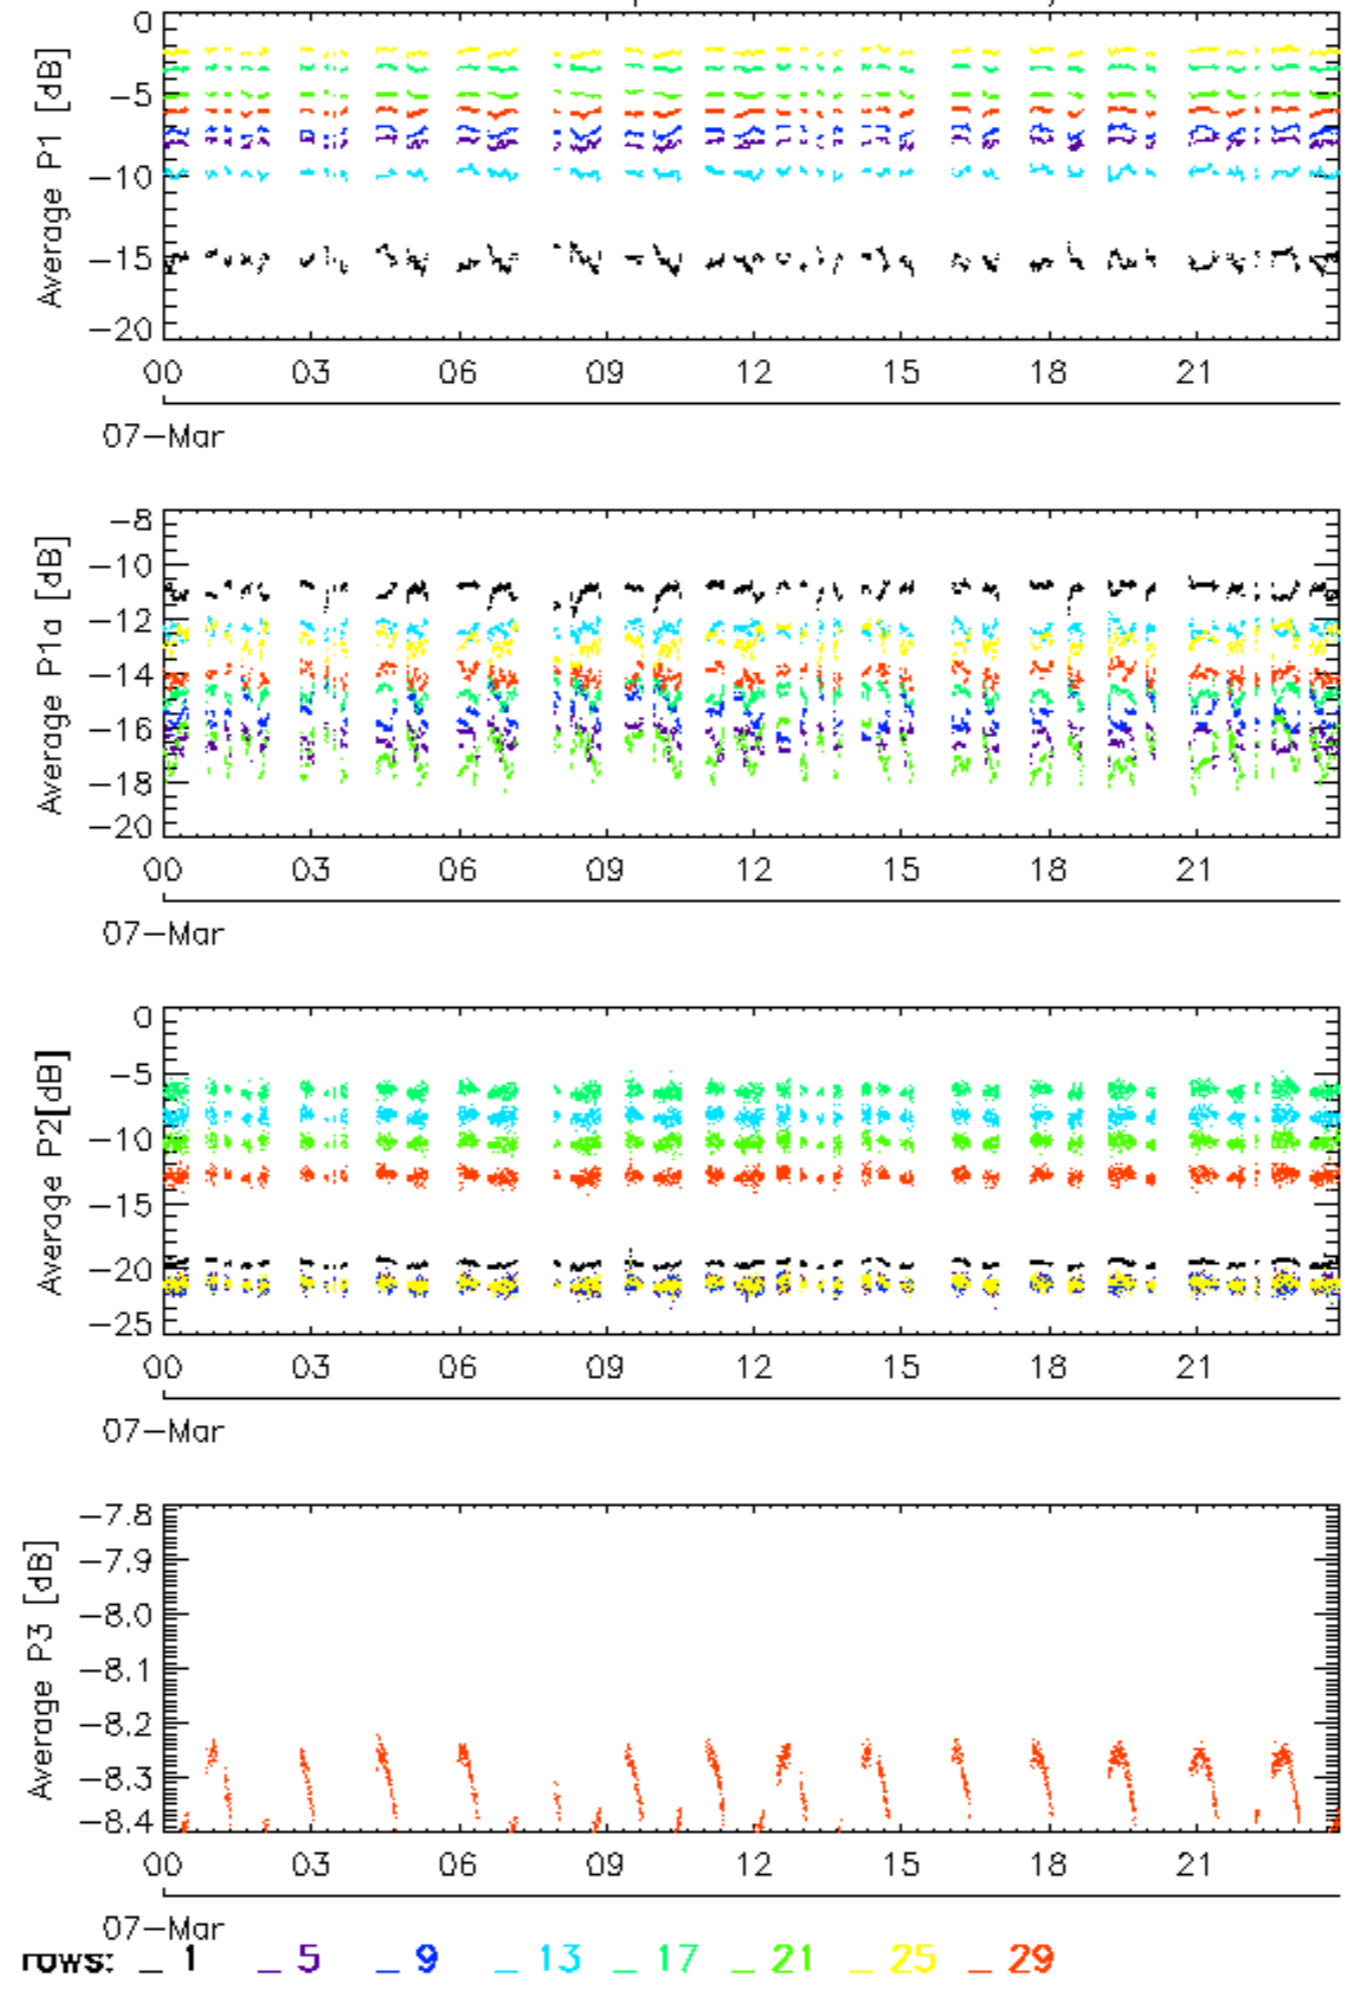 0
−5
−10
−15
−20
Average P1 [dB]
00 03 06 09 12 15 18 21
07−Mar
−8
−10
−12
−14
−16
−18
−20
Average P1a [dB]
00 03 06 09 12 15 18 21
07−Mar
0
−5
−10
−15
−20
−25
Average P2[dB]
00 03 06 09 12 15 18 21
07−Mar
−7.8
−7.9
−8.0
−8.1
−8.2
−8.3
−8.4
Average P3 [dB]
00 03 06 09 12 15 18 21
07−Mar
rows: _ 1 _ 5 _ 9 _ 13 _ 17 _ 21 _ 25 _ 29